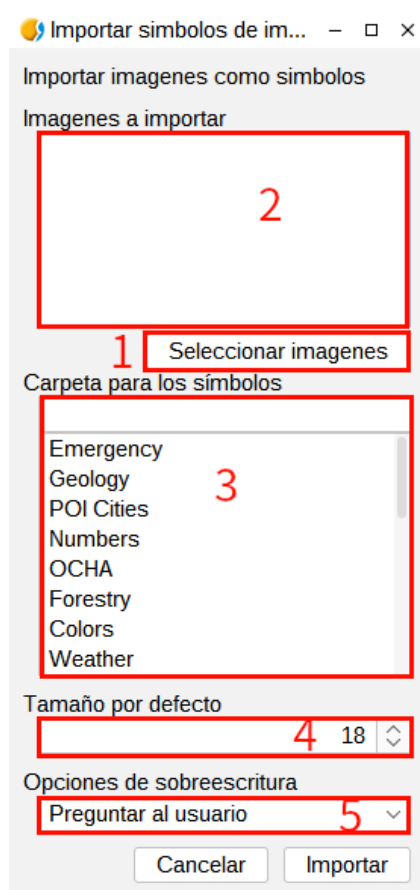 Importar simbolos de im...
Importar imagenes como simbolos
Imagenes a importar
2
1 Seleccionar imagenes
Carpeta para los símbolos
Emergency
Geology
3
POI Cities
Numbers
OCHA
Forestry
Colors
Weather
Tamaño por defecto
4 18
Opciones de sobreescritura
Preguntar al usuario 5
Cancelar Importar